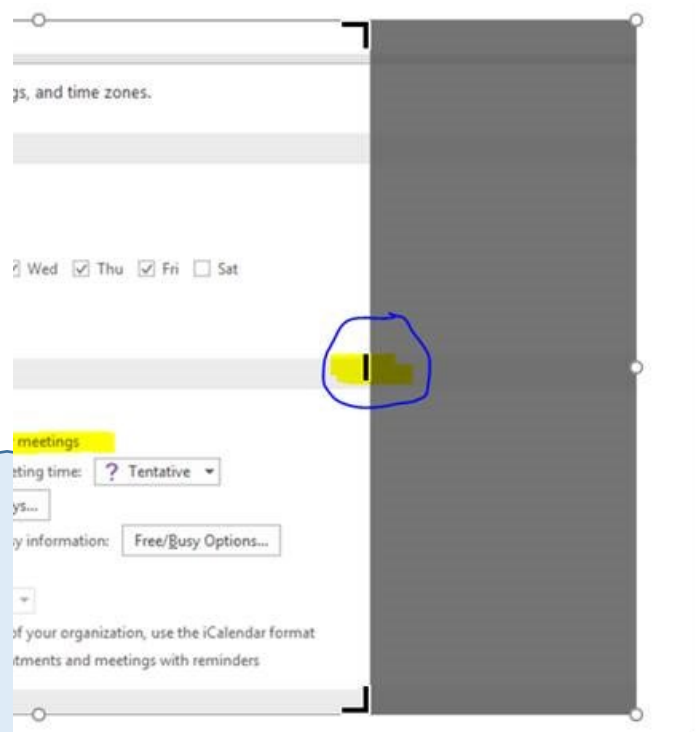 gs, and time zones.
Wed Thu Fri Sat
meetings
eting time: ? Tentative
ys...
y information: Free/Busy Options...
of your organization, use the iCalendar format
tments and meetings with reminders